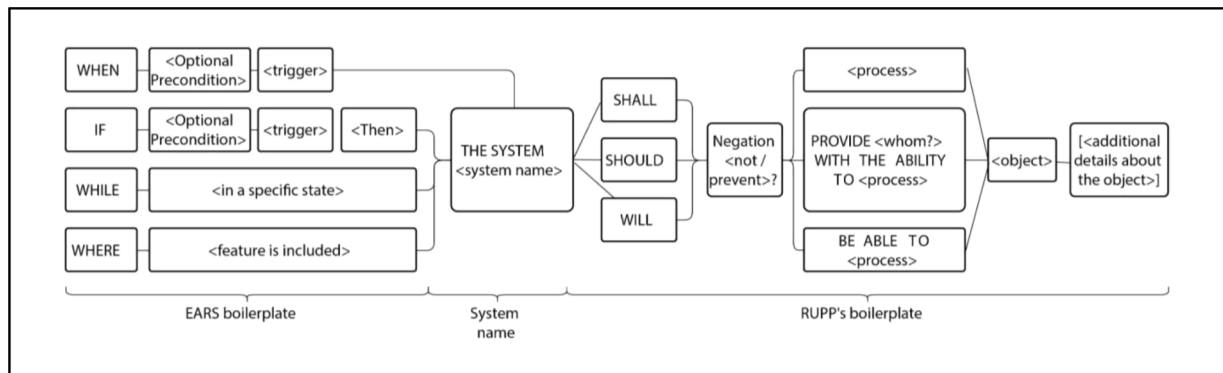 WHEN
<Optional
Precondition>
<trigger>
IF
<Optional
Precondition>
<trigger>
<Then>
WHILE
<in a specific state>
WHERE
<feature is included>
THE SYSTEM
<system name>
SHALL
SHOULD
WILL
Negation
<not /
prevent>?
<process>
PROVIDE <whom?>
WITH THE ABILITY
TO <process>
BE ABLE TO
<process>
<object>
[<additional
details about
the object>]
EARS boilerplate
System
name
RUPP's boilerplate